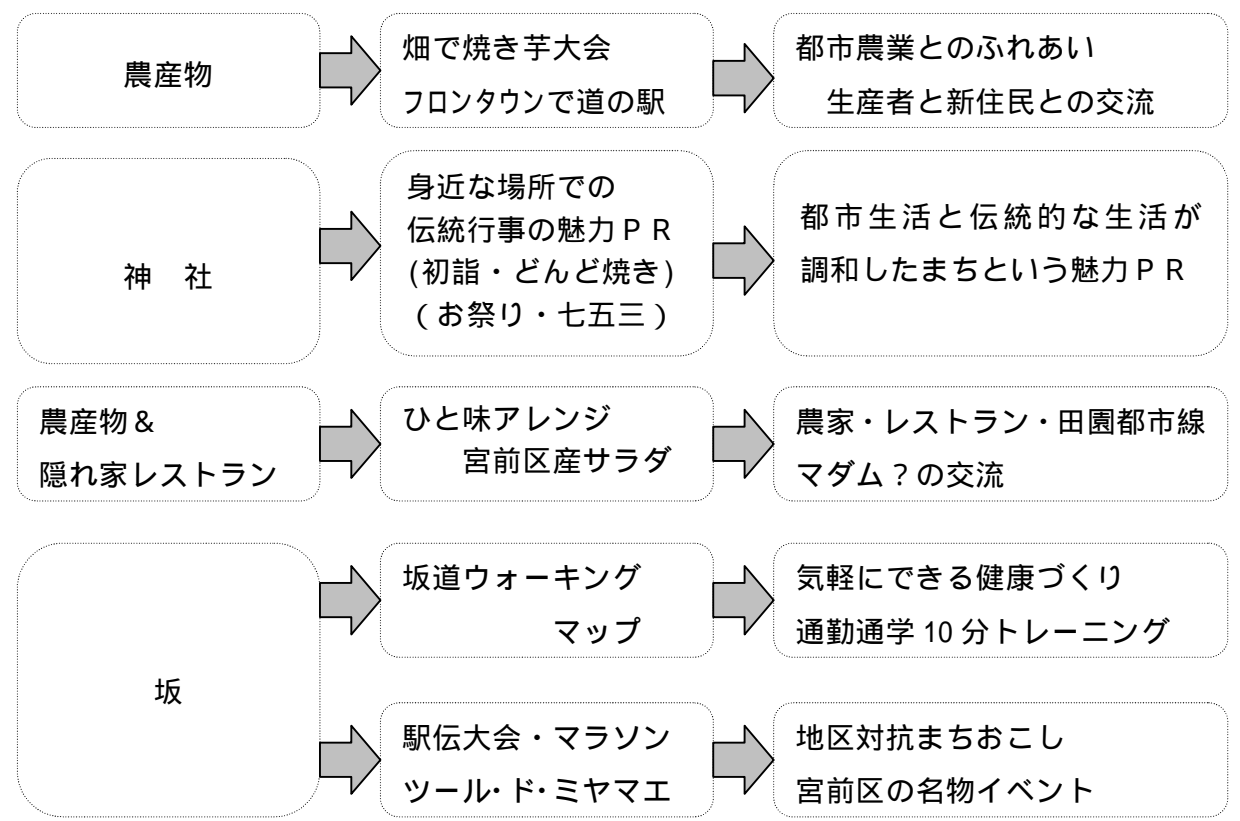 農産物
畑で焼き芋大会
フロンタウンで道の駅
都市農業とのふれあい
生産者と新住民との交流
神　社
身近な場所での
伝統行事の魅力ＰＲ
(初詣・どんど焼き)
（お祭り・七五三）
都市生活と伝統的な生活が
調和したまちという魅力ＰＲ
農産物＆
隠れ家レストラン
ひと味アレンジ
宮前区産サラダ
農家・レストラン・田園都市線
マダム？の交流
坂
坂道ウォーキング
マップ
気軽にできる健康づくり
通勤通学 10 分トレーニング
駅伝大会・マラソン
ツール・ド・ミヤマエ
地区対抗まちおこし
宮前区の名物イベント